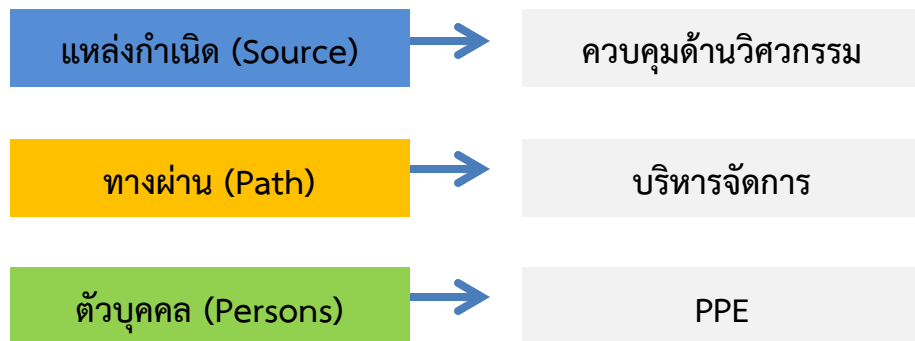 แหล่งกำเนิด (Source)
ควบคุมด้านวิศวกรรม
ทางผ่าน (Path)
บริหารจัดการ
ตัวบุคคล (Persons)
PPE